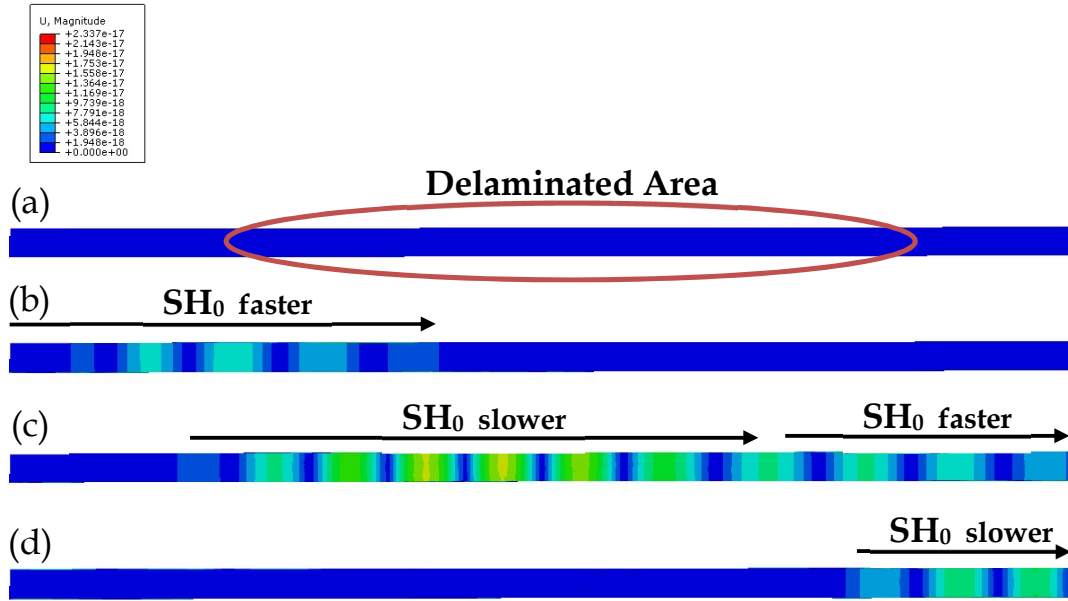 U, Magnitude
+2.337e-17
+2.143e-17
+1.948e-17
+1.753e-17
+1.558e-17
+1.364e-17
+1.169e-17
+9.739e-18
+7.791e-18
+5.844e-18
+3.896e-18
+1.948e-18
+0.000e+00
Delaminated Area
(a)
(b)
SH₀ faster
(c)
SH₀ slower
SH₀ faster
(d)
SH₀ slower